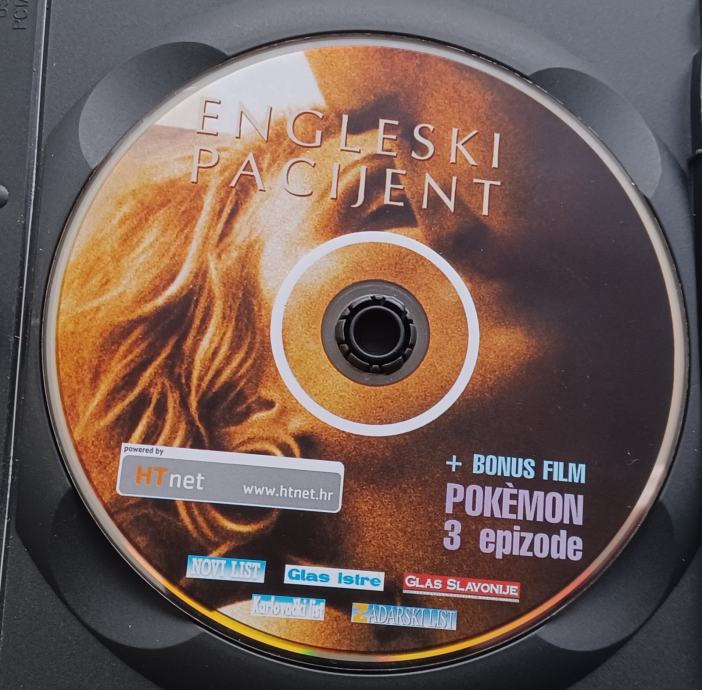 ENGLESKI
PACIJENT
powered by
HTnet www.htnet.hr
+ BONUS FILM
POKÈMON
3 epizode
NOVI LIST Glas Istre GLAS SLAVONIJE
Karlovački list ZADARSKI LIST